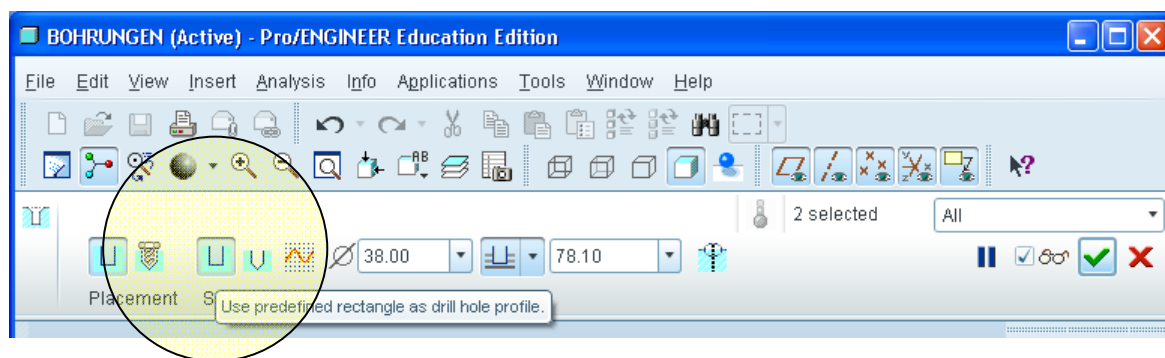 BOHRUNGEN (Active) - Pro/ENGINEER Education Edition
File Edit View Insert Analysis Info Applications Tools Window Help
AB
2 selected All
38.00 78.10
Placement S
Use predefined rectangle as drill hole profile.